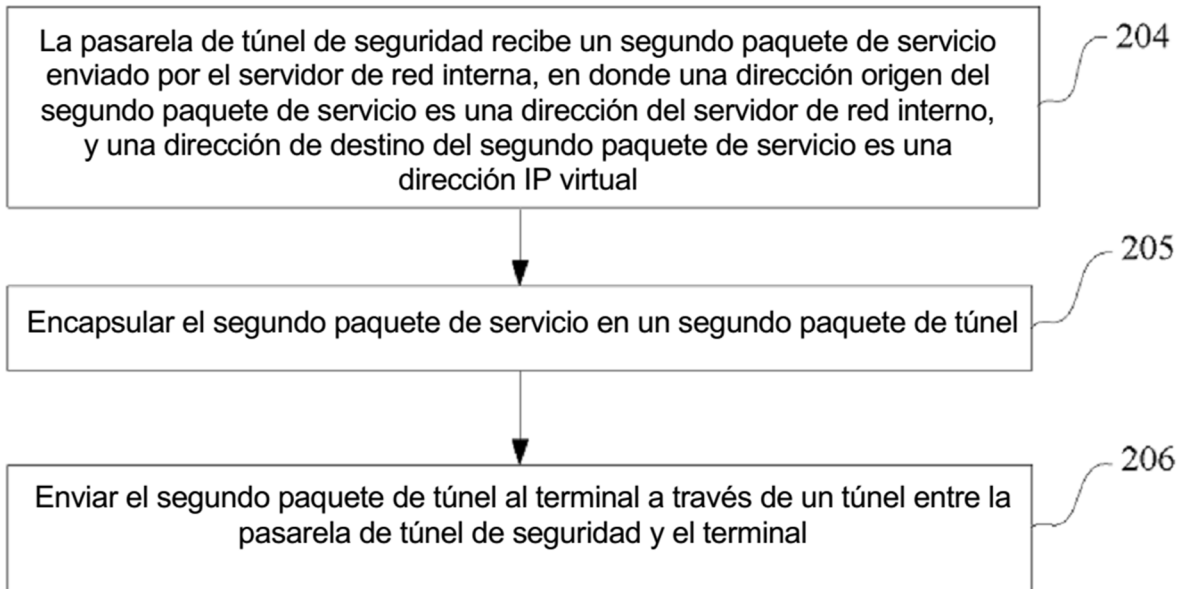 La pasarela de túnel de seguridad recibe un segundo paquete de servicio
enviado por el servidor de red interna, en donde una dirección origen del
segundo paquete de servicio es una dirección del servidor de red interno,
y una dirección de destino del segundo paquete de servicio es una
dirección IP virtual
204
Encapsular el segundo paquete de servicio en un segundo paquete de túnel
205
Enviar el segundo paquete de túnel al terminal a través de un túnel entre la
pasarela de túnel de seguridad y el terminal
206